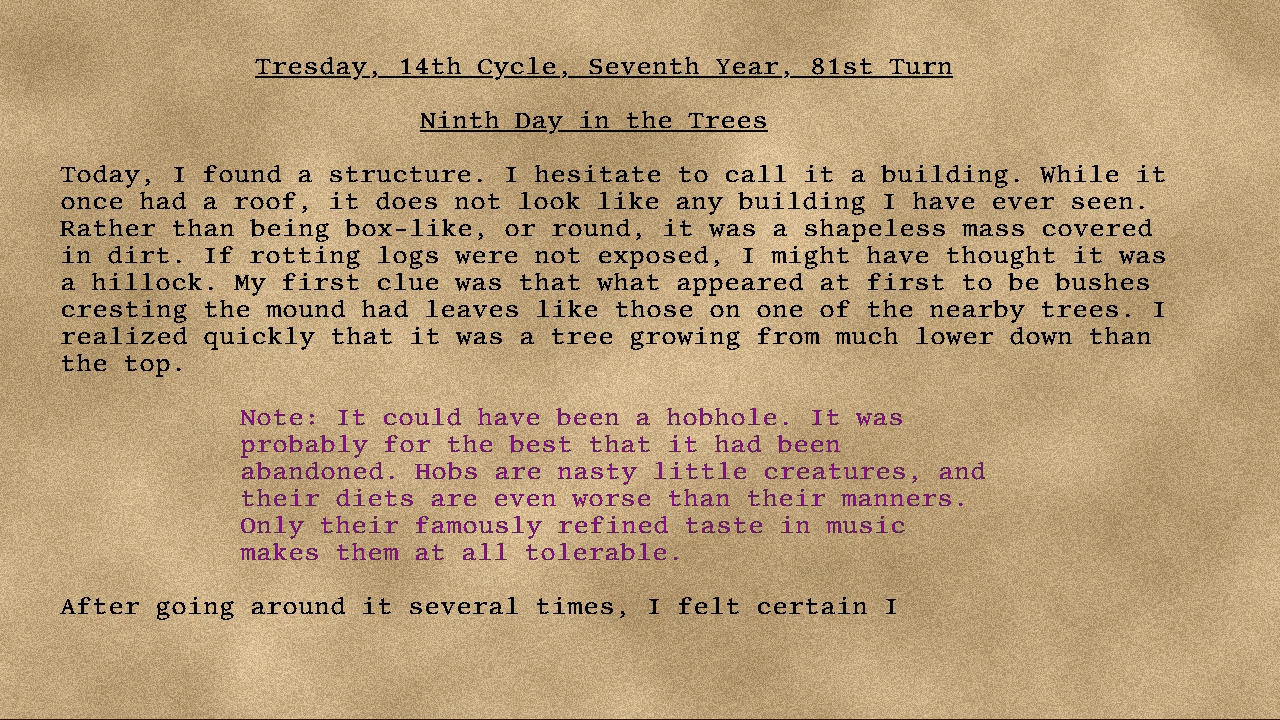 Tresday, 14th Cycle, Seventh Year, 81st Turn
Ninth Day in the Trees
Today, I found a structure. I hesitate to call it a building. While it
once had a roof, it does not look like any building I have ever seen.
Rather than being box-like, or round, it was a shapeless mass covered
in dirt. If rotting logs were not exposed, I might have thought it was
a hillock. My first clue was that what appeared at first to be bushes
cresting the mound had leaves like those on one of the nearby trees. I
realized quickly that it was a tree growing from much lower down than
the top.
Note: It could have been a hobhole. It was
probably for the best that it had been
abandoned. Hobs are nasty little creatures, and
their diets are even worse than their manners.
Only their famously refined taste in music
makes them at all tolerable.
After going around it several times, I felt certain I